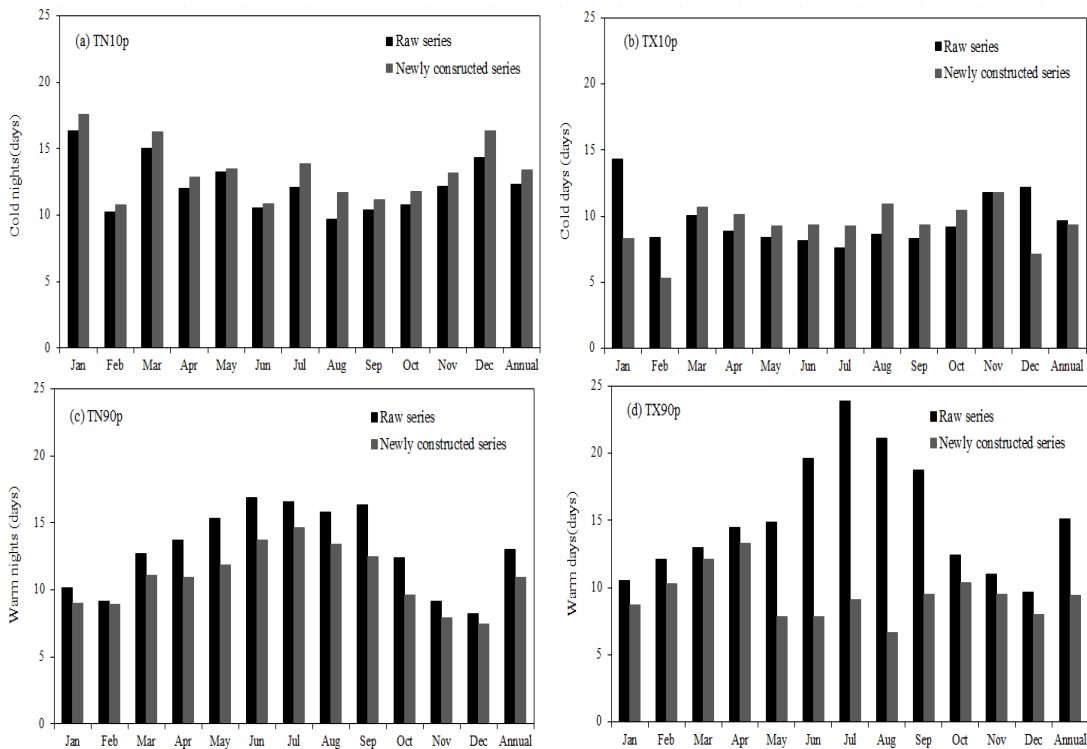 (a) TN10p
Raw series
Newly consructed series
Cold nights(days)
25
20
15
10
5
0
Jan Feb Mar Apr May Jun Jul Aug Sep Oct Nov Dec Annual
(b) TX10p
Raw series
Newly constructed series
Cold days (days)
25
20
15
10
5
0
Jan Feb Mar Apr May Jun Jul Aug Sep Oct Nov Dec Annual
(c) TN90p
Raw series
Newly constructed series
Warm nights (days)
25
20
15
10
5
0
Jan Feb Mar Apr May Jun Jul Aug Sep Oct Nov Dec Annual
(d) TX90p
Raw series
Newly constructed series
Warm days(days)
25
20
15
10
5
0
Jan Feb Mar Apr May Jun Jul Aug Sep Oct Nov Dec Annual